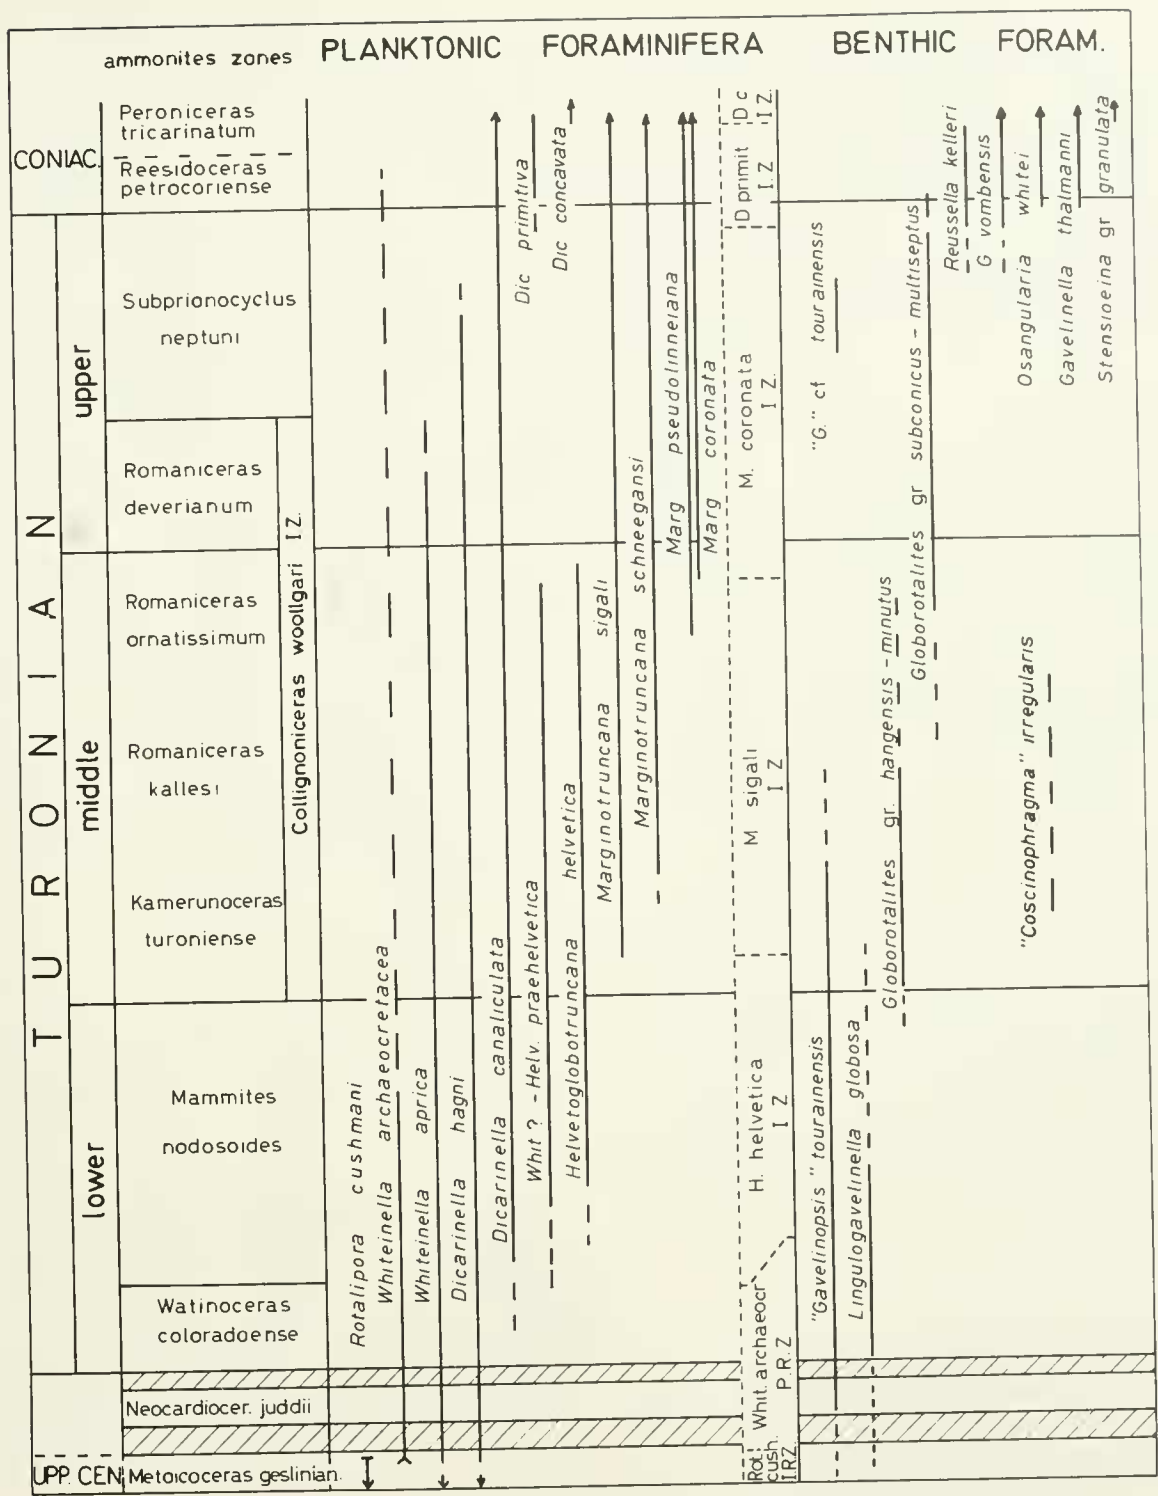 ammonites zones
PLANKTONIC FORAMINIFERA
BENTHIC FORAM.
CONIAC.
Peroniceras
tricarinatum
Reesidoceras
petrocoriense
TURONIAN
upper
Subprionocyclus
neptuni
Romaniceras
deverianum
middle
Romaniceras
ornatissimum
Romaniceras
kallesi
Kamerunoceras
turoniense
Collignoniceras woollgari I Z.
lower
Mammites
nodosoides
Watinoceras
coloradoense
Neocardiocer. juddii
UPP. CEN
Metoicoceras geslinian.
Rotalipora cushmani
Whiteinella archaeocretacea
Whiteinella aprica
Dicarinella hagni
Dicarinella canaliculata
Whit ? - Helv. praehelvetica
Helvetoglobotruncana helvetica
Dic primitiva
Dic concavata
Marginotruncana sigali
Marginotruncana schneegansi
Marg pseudolinneiana
Marg coronata
D c
I Z.
D primit
I.Z
M. coronata
I Z.
M sigali
I Z
H. helvetica
I Z
Whit. archaeocr
P.R.Z
Rot.
cush.
I.R.Z.
"Gavelinopsis" tourainensis
"G." cf tourainensis
Lingulogavelinella globosa
Globorotalites gr. hangensis - minutus
Globorotalites gr subconicus - multiseptus
Reussella kelleri
G vombensis
Osangularia whitei
Gavelinella thalmanni
Stensioeina gr granulata
"Coscinophragma" irregularis